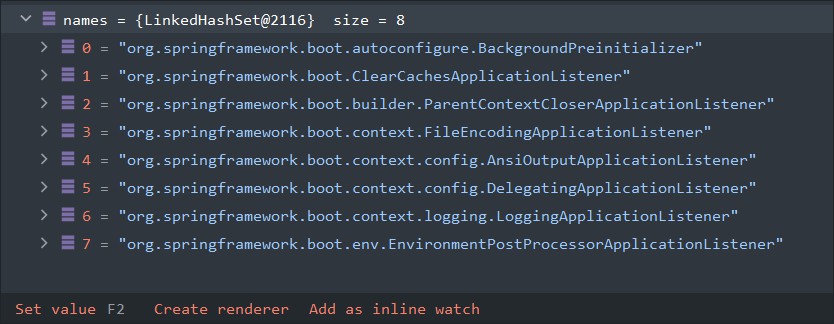 names = {LinkedHashSet@2116} size = 8
0 = "org.springframework.boot.autoconfigure.BackgroundPreinitializer"
1 = "org.springframework.boot.ClearCachesApplicationListener"
2 = "org.springframework.boot.builder.ParentContextCloserApplicationListener"
3 = "org.springframework.boot.context.FileEncodingApplicationListener"
4 = "org.springframework.boot.context.config.AnsiOutputApplicationListener"
5 = "org.springframework.boot.context.config.DelegatingApplicationListener"
6 = "org.springframework.boot.context.logging.LoggingApplicationListener"
7 = "org.springframework.boot.env.EnvironmentPostProcessorApplicationListener"
Set value F2 Create renderer Add as inline watch